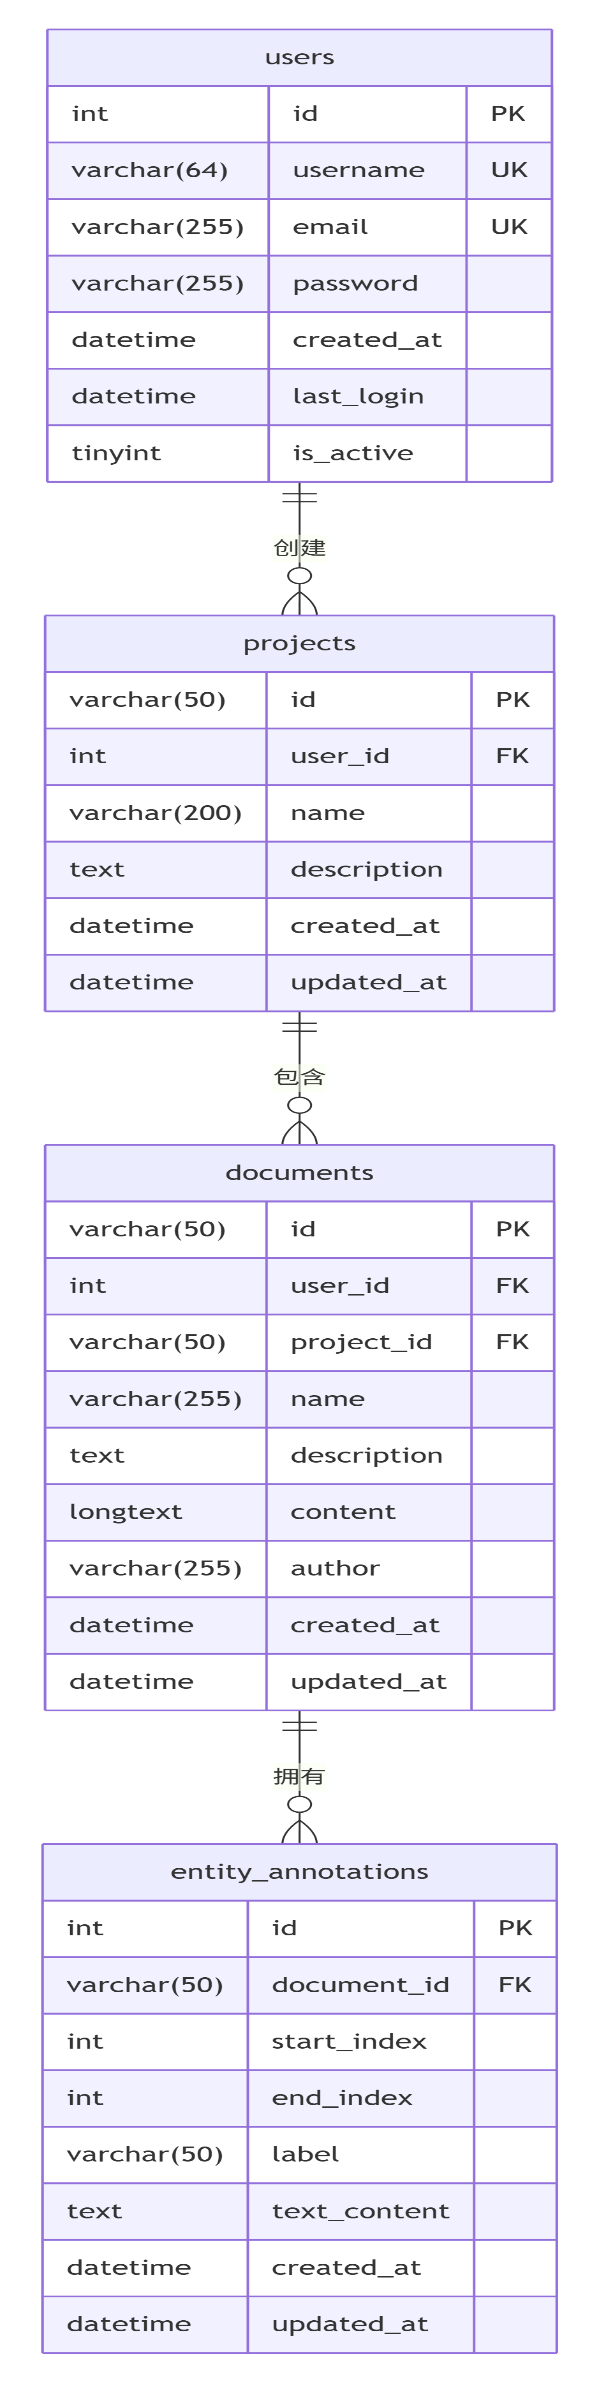 users
int id PK
varchar(64) username UK
varchar(255) email UK
varchar(255) password
datetime created_at
datetime last_login
tinyint is_active
创建
projects
varchar(50) id PK
int user_id FK
varchar(200) name
text description
datetime created_at
datetime updated_at
包含
documents
varchar(50) id PK
int user_id FK
varchar(50) project_id FK
varchar(255) name
text description
longtext content
varchar(255) author
datetime created_at
datetime updated_at
拥有
entity_annotations
int id PK
varchar(50) document_id FK
int start_index
int end_index
varchar(50) label
text text_content
datetime created_at
datetime updated_at